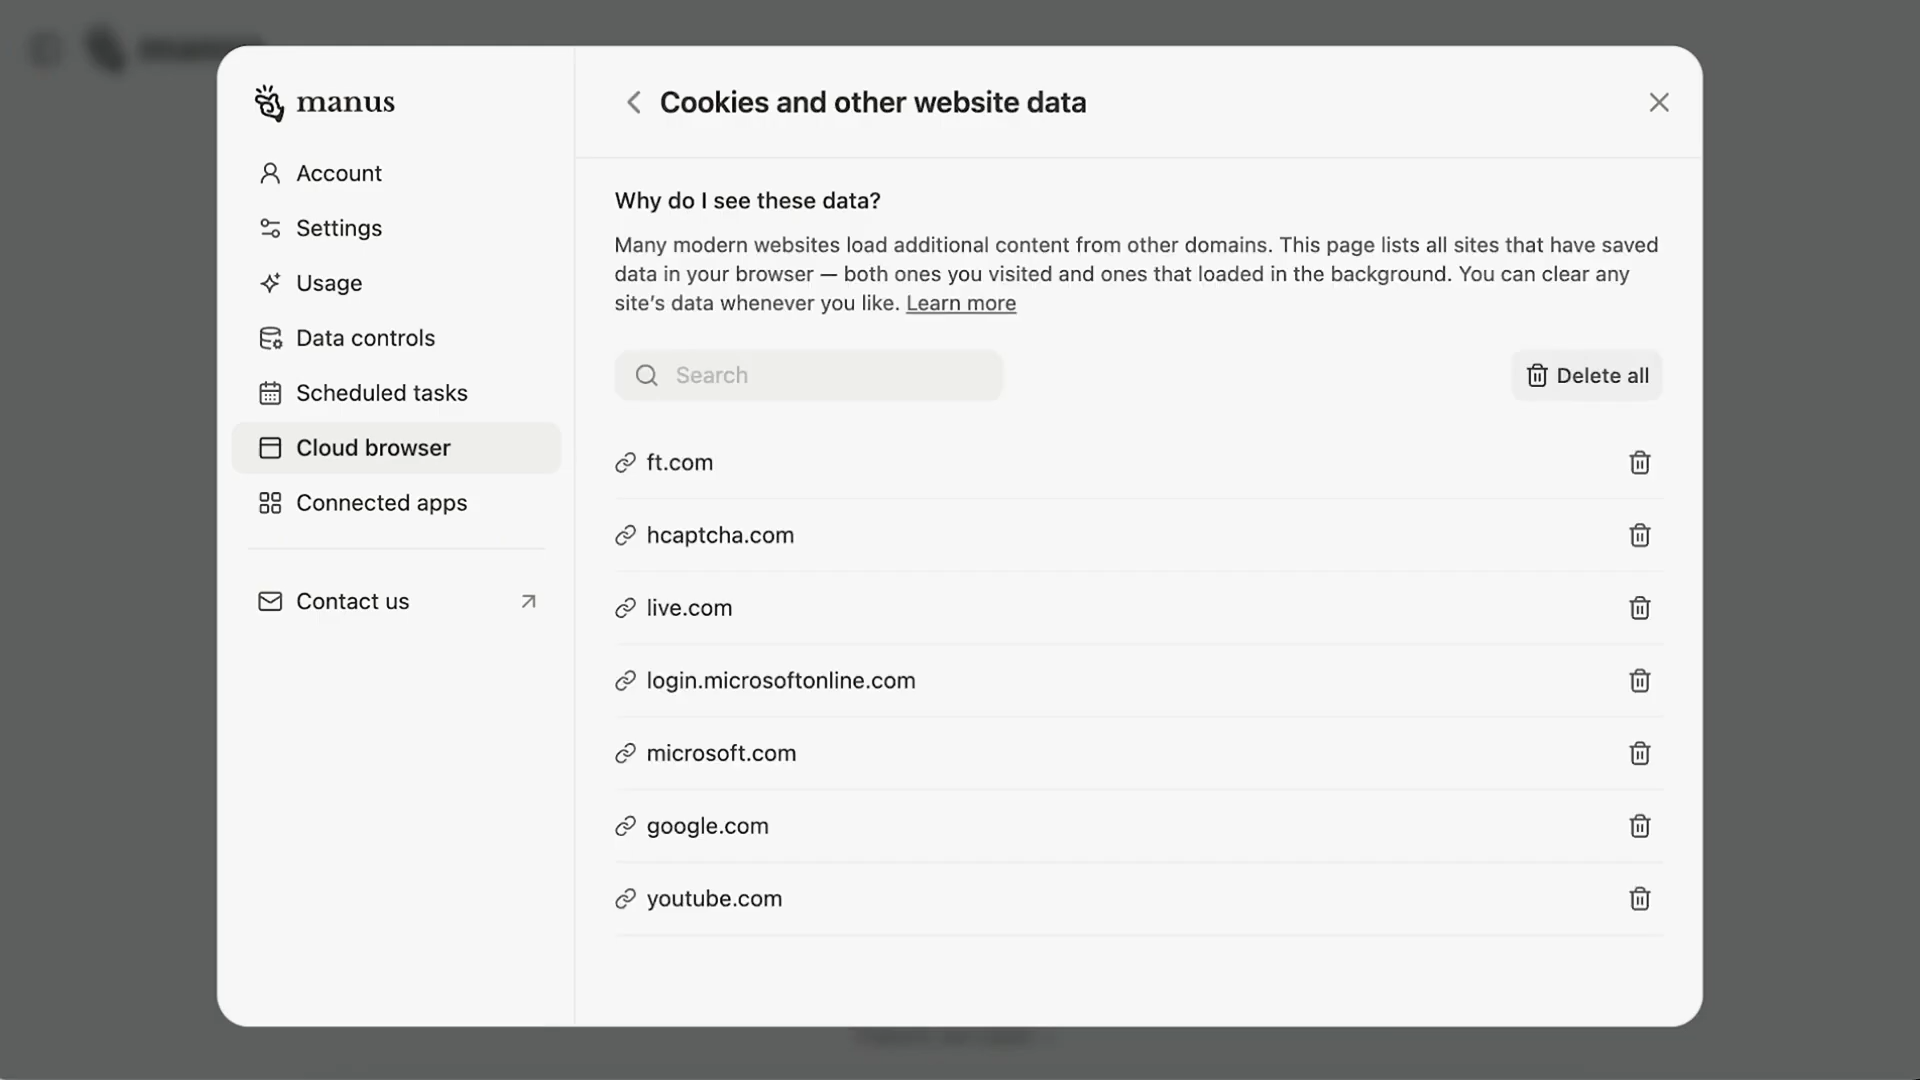 manus
Account
Settings
Usage
Data controls
Scheduled tasks
Cloud browser
Connected apps
Contact us
Cookies and other website data
Why do I see these data?
Many modern websites load additional content from other domains. This page lists all sites that have saved
data in your browser — both ones you visited and ones that loaded in the background. You can clear any
site's data whenever you like. Learn more
Search
Delete all
ft.com
hcaptcha.com
live.com
login.microsoftonline.com
microsoft.com
google.com
youtube.com